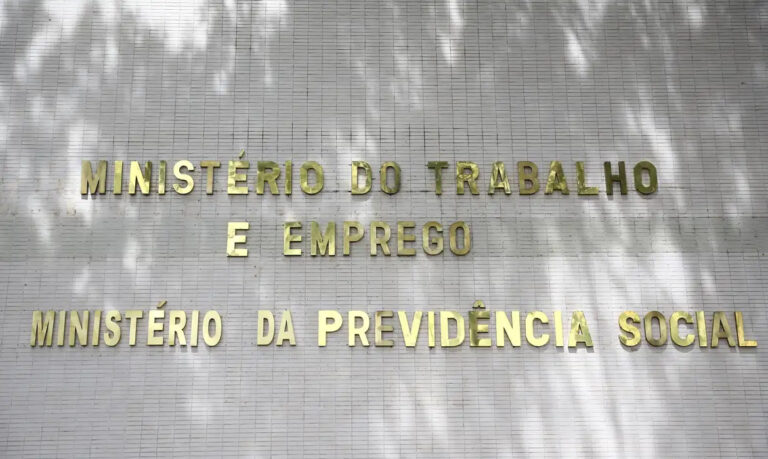 MINISTÉRIO DO TRABALHO
E EMPREGO
MINISTÉRIO DA PREVIDÊNCIA SOCIAL